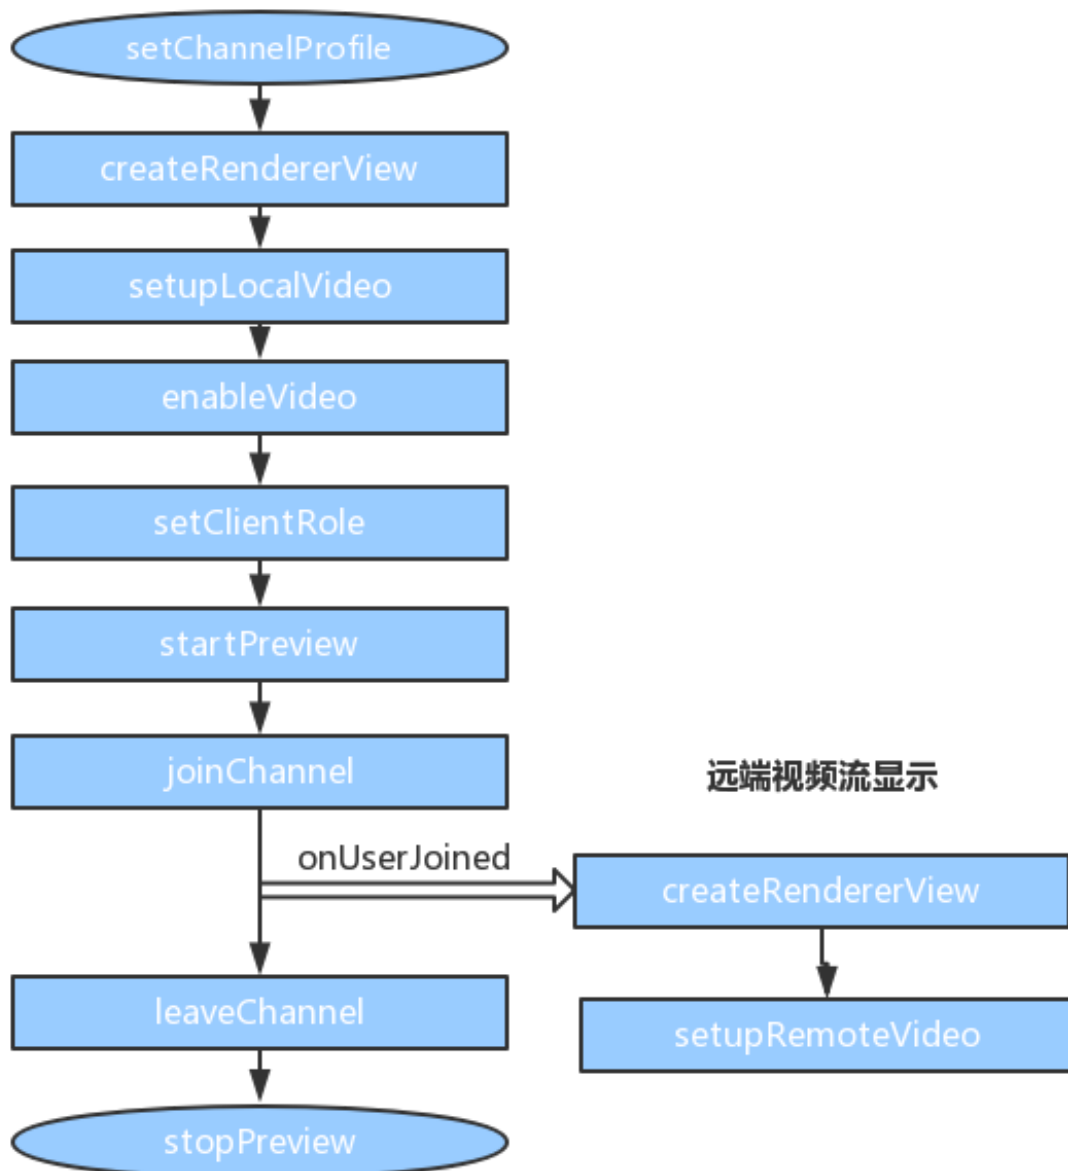 setChannelProfile
createRendererView
setupLocalVideo
enableVideo
setClientRole
startPreview
joinChannel
远端视频流显示
onUserJoined
createRendererView
leaveChannel
setupRemoteVideo
stopPreview